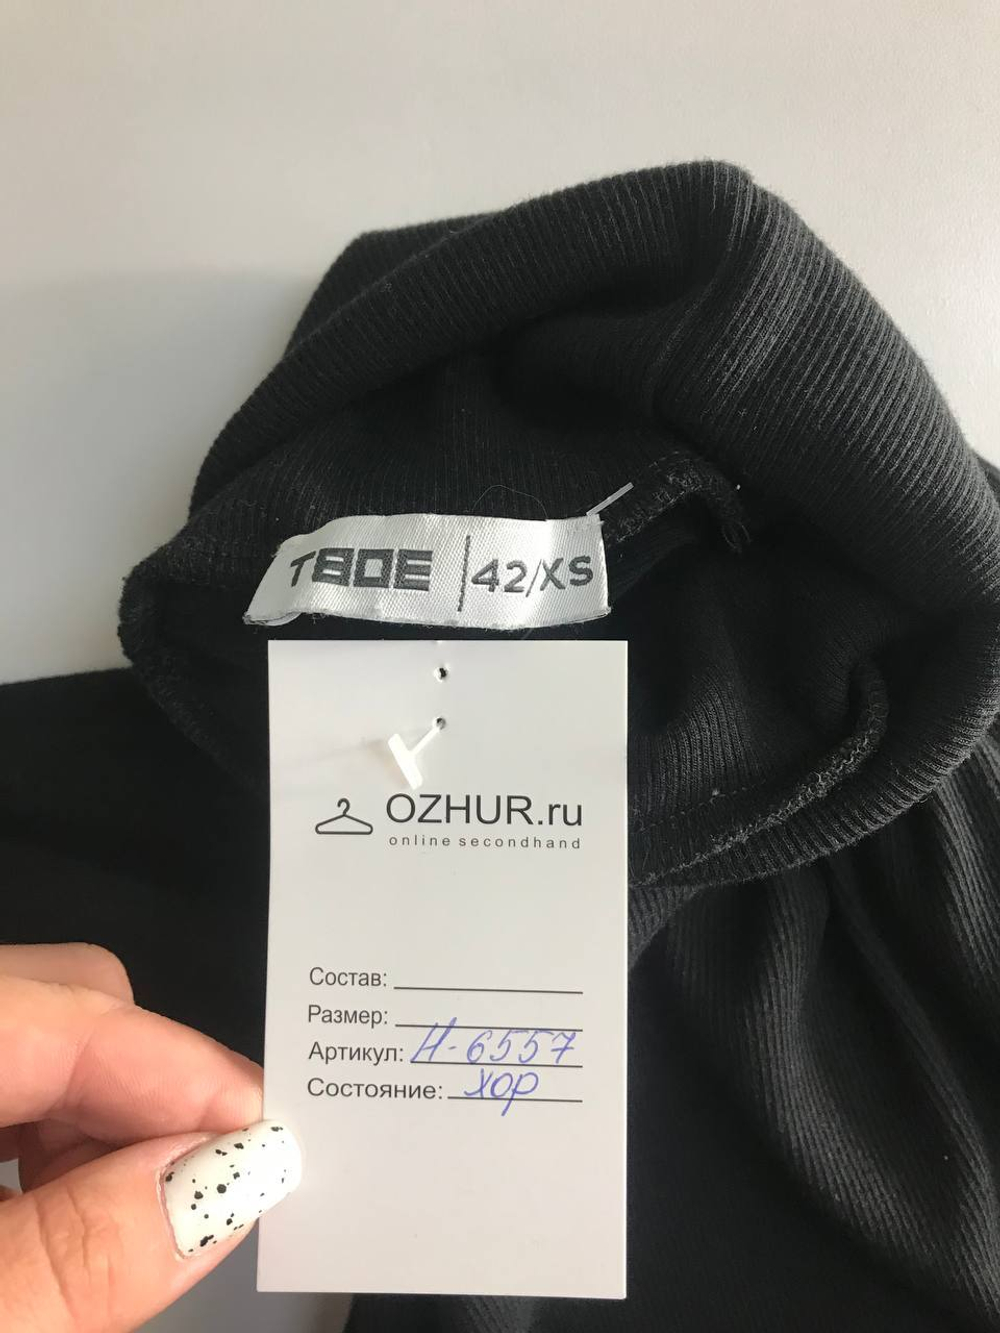 ТВОЕ 42/XS
OZHUR.ru
online secondhand
Состав:
Размер:
Артикул: Н-6557
Состояние: хор